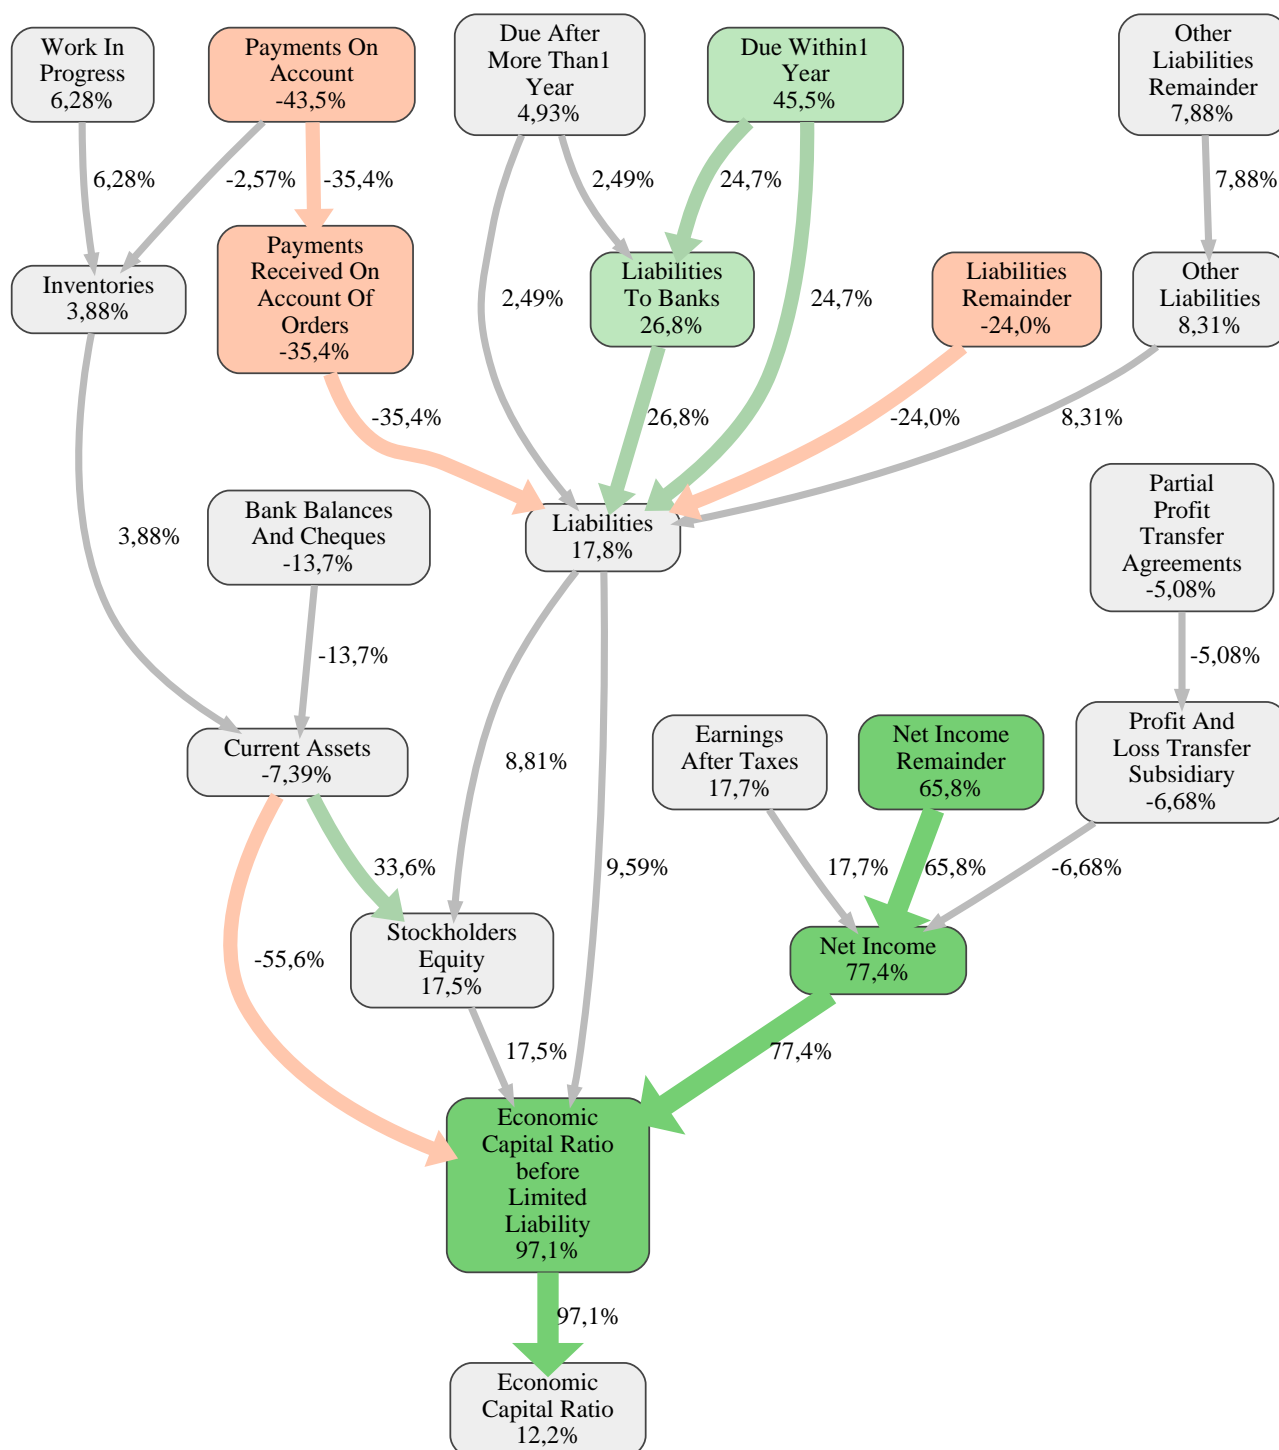 Work In
Progress
6,28%
Payments On
Account
-43,5%
Due After
More Than1
Year
4,93%
Due Within1
Year
45,5%
Other
Liabilities
Remainder
7,88%
6,28%
-2,57%
-35,4%
2,49%
24,7%
7,88%
Inventories
3,88%
Payments
Received On
Account Of
Orders
-35,4%
2,49%
Liabilities
To Banks
26,8%
24,7%
Liabilities
Remainder
-24,0%
Other
Liabilities
8,31%
-35,4%
26,8%
-24,0%
8,31%
3,88%
Bank Balances
And Cheques
-13,7%
Liabilities
17,8%
Partial
Profit
Transfer
Agreements
-5,08%
-13,7%
-5,08%
Current Assets
-7,39%
8,81%
Earnings
After Taxes
17,7%
Net Income
Remainder
65,8%
Profit And
Loss Transfer
Subsidiary
-6,68%
33,6%
9,59%
17,7%
65,8%
-6,68%
-55,6%
Stockholders
Equity
17,5%
Net Income
77,4%
17,5%
77,4%
Economic
Capital Ratio
before
Limited
Liability
97,1%
97,1%
Economic
Capital Ratio
12,2%